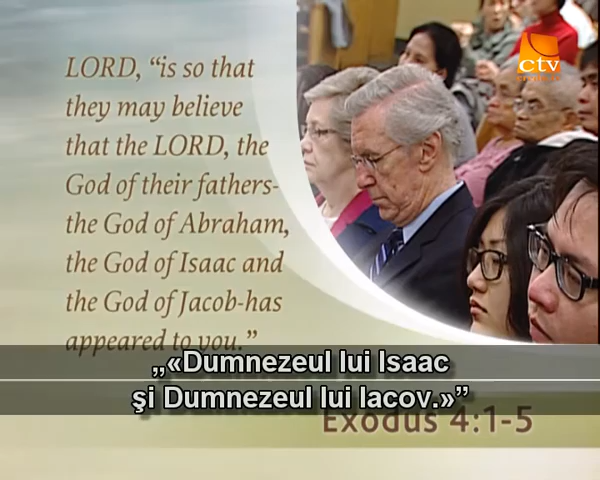 LORD, “is so that
they may believe
that the LORD, the
God of their fathers-
the God of Abraham,
the God of Isaac and
the God of Jacob-has
appeared to you.”
ctv
„«Dumnezeul lui Isaac
şi Dumnezeul lui Iacov.»”
Exodus 4:1-5